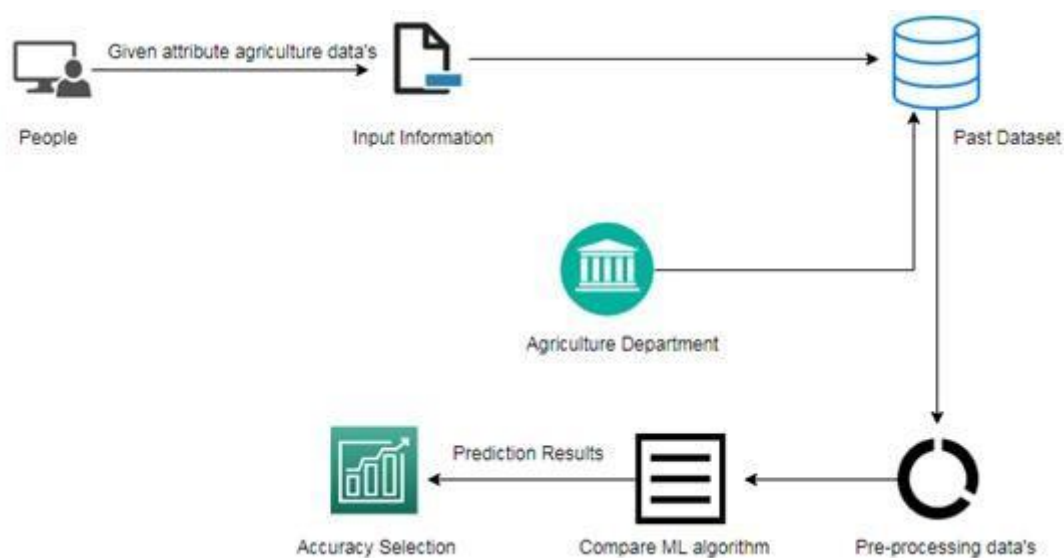 Given attribute agriculture data's
People
Input Information
Past Dataset
Agriculture Department
Prediction Results
Accuracy Selection
Compare ML algorithm
Pre-processing data's